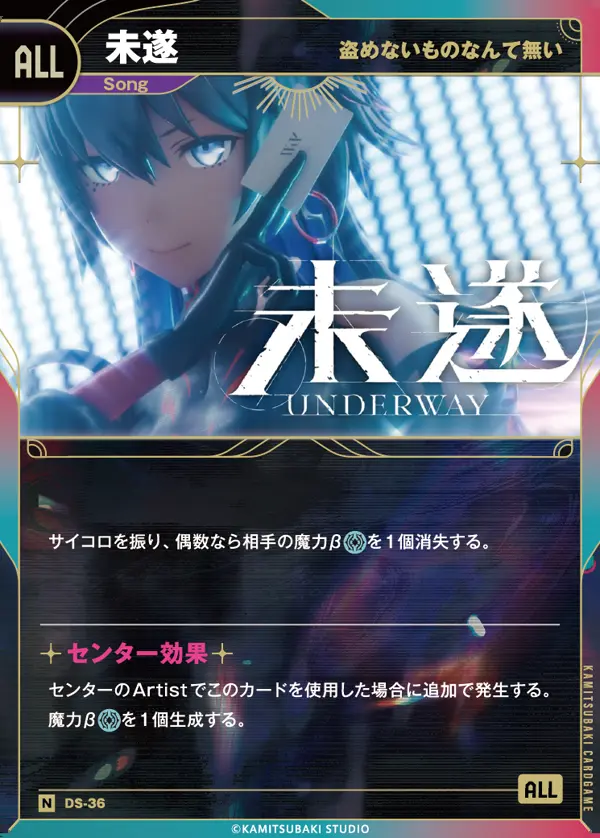 ALL
未遂
盗めないものなんて無い
Song
未遂
UNDERWAY
サイコロを振り、偶数なら相手の魔力βを1個消失する。
センター効果
センターのArtistでこのカードを使用した場合に追加で発生する。
魔力βを1個生成する。
KAMITSUBAKI CARDGAME
ALL
N DS-36
©KAMITSUBAKI STUDIO